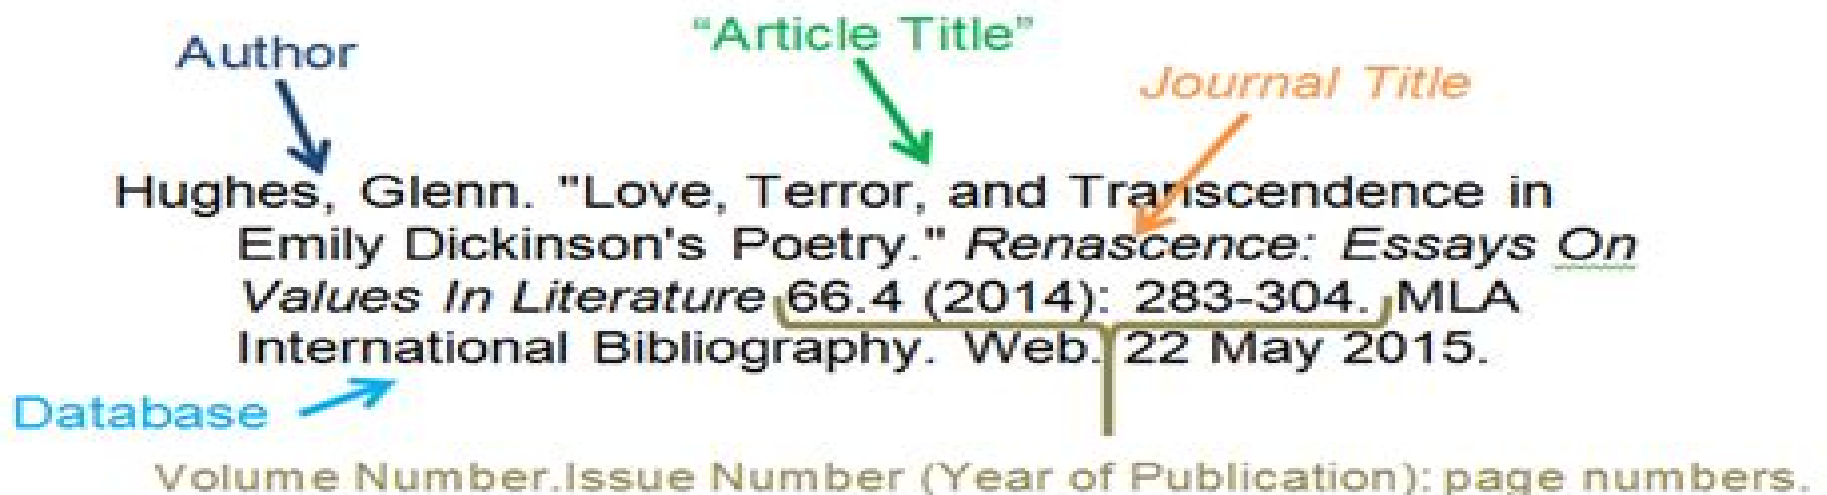 Author
“Article Title”
Journal Title
Hughes, Glenn. "Love, Terror, and Transcendence in
Emily Dickinson's Poetry." Renascence: Essays On
Values In Literature 66.4 (2014): 283-304. MLA
International Bibliography. Web. 22 May 2015.
Database
Volume Number.Issue Number (Year of Publication): page numbers.